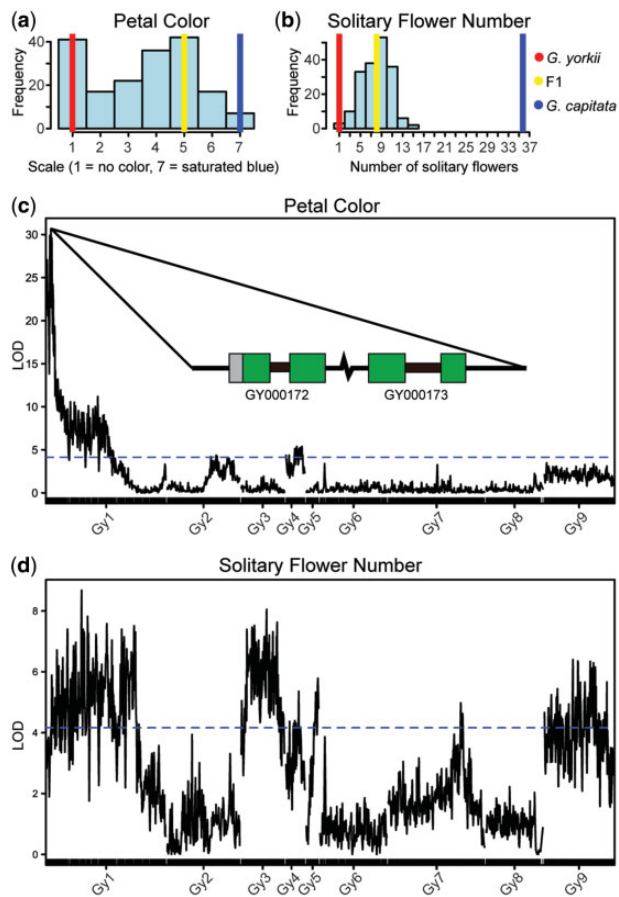 (a) Petal Color
Frequency
40
20
0
1 2 3 4 5 6 7
Scale (1 = no color, 7 = saturated blue)
(b) Solitary Flower Number
Frequency
40
20
0
1 5 9 13 17 21 25 29 33 37
Number of solitary flowers
G. yorkii
F1
G. capitata
(c) Petal Color
LOD
30
25
20
15
10
5
0
GY000172 GY000173
Gy1 Gy2 Gy3 Gy4 Gy5 Gy6 Gy7 Gy8 Gy9
(d) Solitary Flower Number
LOD
8
6
4
2
0
Gy1 Gy2 Gy3 Gy4 Gy5 Gy6 Gy7 Gy8 Gy9